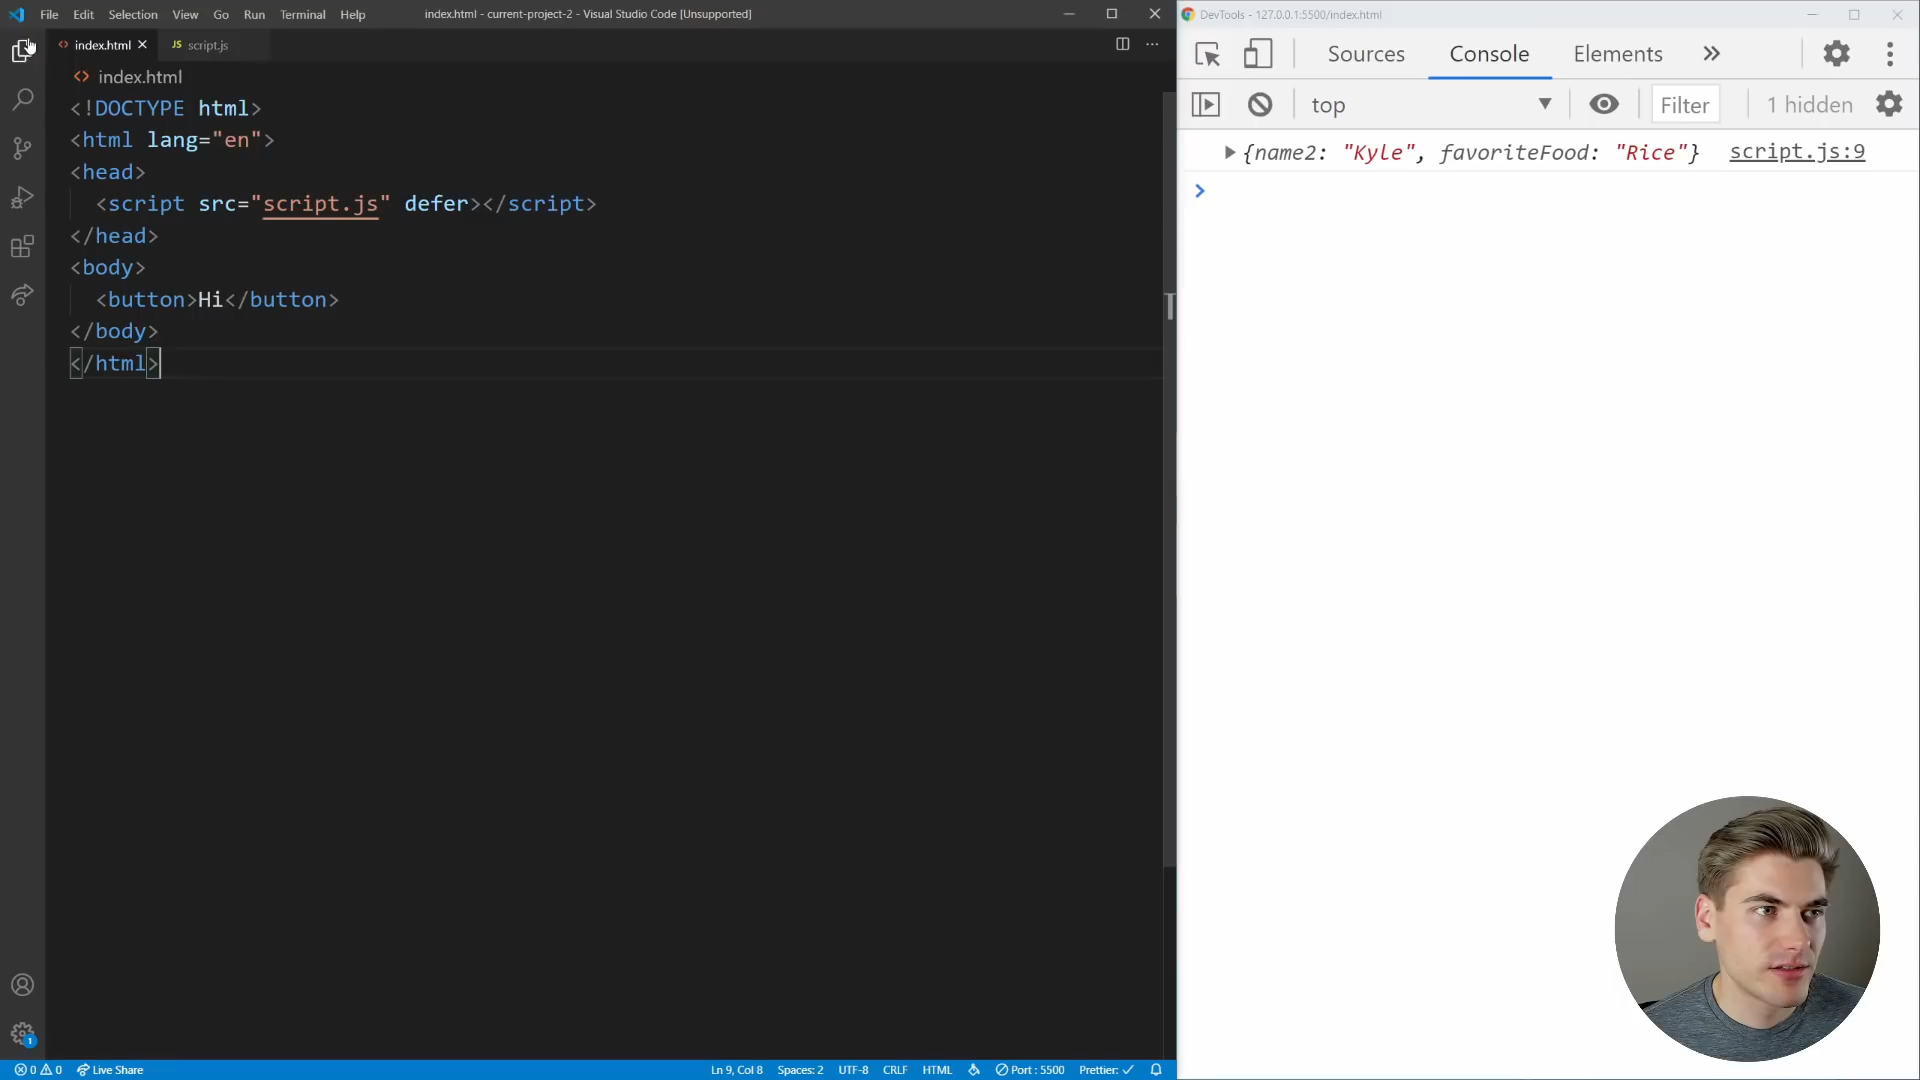 File Edit Selection View Go Run Terminal Help
index.html - current-project-2 - Visual Studio Code [Unsupported]
index.html
JS script.js
index.html
<!DOCTYPE html>
<html lang="en">
<head>
<script src="script.js" defer></script>
</head>
<body>
<button>Hi</button>
</body>
</html>
1
0 0 Live Share
Ln 9, Col 8 Spaces: 2 UTF-8 CRLF HTML Port : 5500 Prettier:
DevTools - 127.0.0.1:5500/index.html
Sources Console Elements
top Filter 1 hidden
{name2: "Kyle", favoriteFood: "Rice"} script.js:9